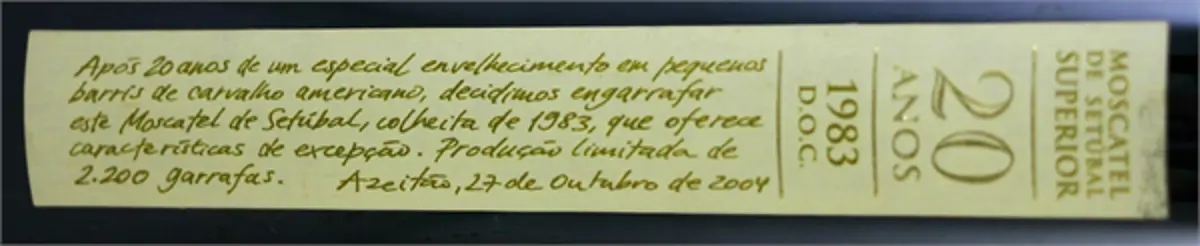 MOSCATEL
DE SETÚBAL
SUPERIOR
20
ANOS
1983
D.O.C.
Após 20 anos de um especial envelhecimento em pequenos
barris de carvalho americano, decidimos engarrafar
este Moscatel de Setúbal, colheita de 1983, que oferece
características de excepção. Produção limitada de
2.200 garrafas. Azeitão, 27 de Outubro de 2004